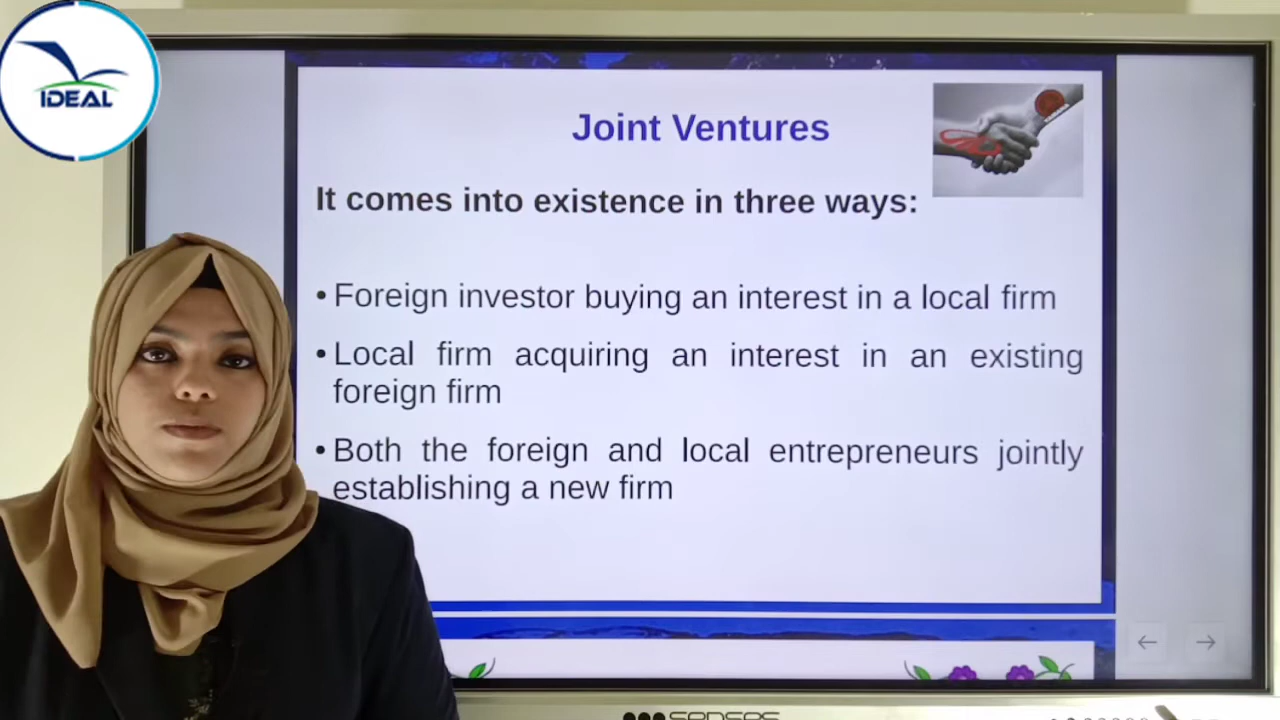 IDEAL
Joint Ventures
It comes into existence in three ways:
• Foreign investor buying an interest in a local firm
• Local firm acquiring an interest in an existing
foreign firm
• Both the foreign and local entrepreneurs jointly
establishing a new firm